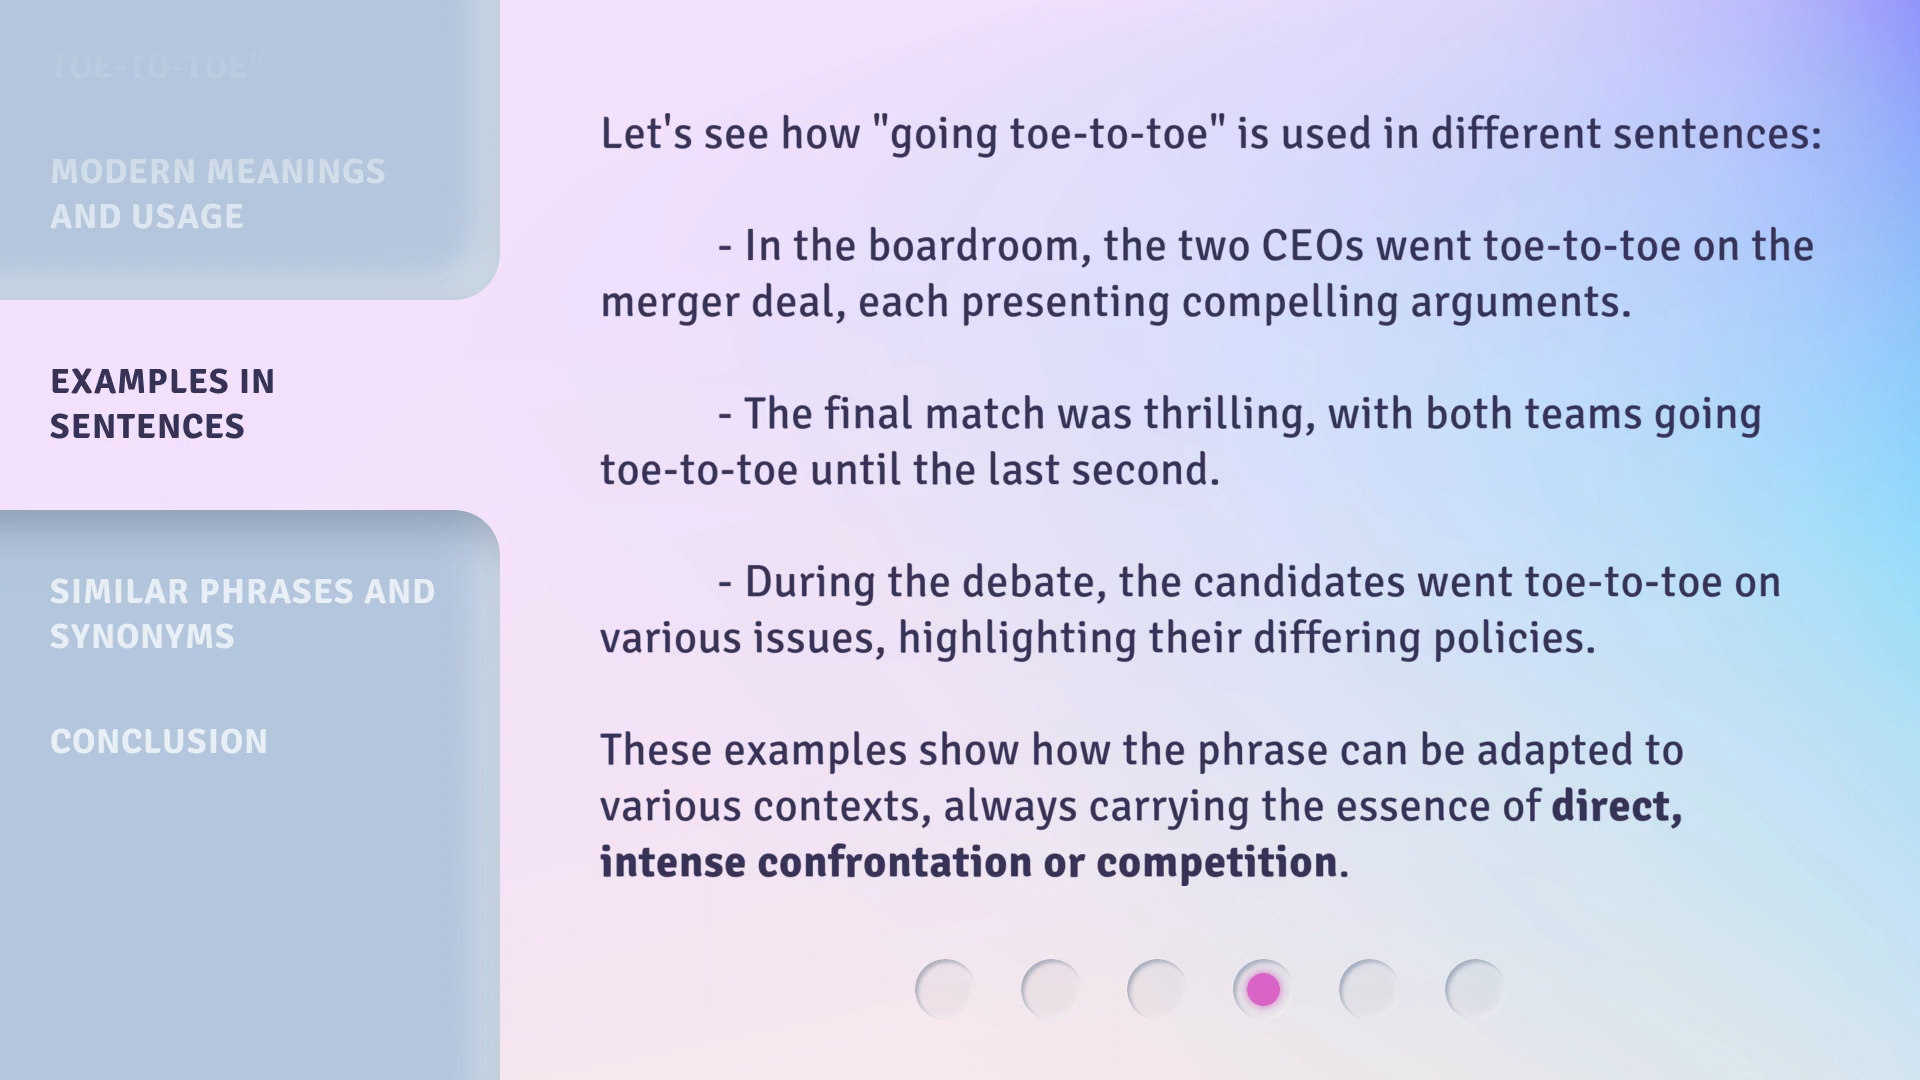 TOE-TO-TOE"
MODERN MEANINGS
AND USAGE
EXAMPLES IN
SENTENCES
SIMILAR PHRASES AND
SYNONYMS
CONCLUSION
Let's see how "going toe-to-toe" is used in different sentences:
- In the boardroom, the two CEOs went toe-to-toe on the
merger deal, each presenting compelling arguments.
- The final match was thrilling, with both teams going
toe-to-toe until the last second.
- During the debate, the candidates went toe-to-toe on
various issues, highlighting their differing policies.
These examples show how the phrase can be adapted to
various contexts, always carrying the essence of direct,
intense confrontation or competition.